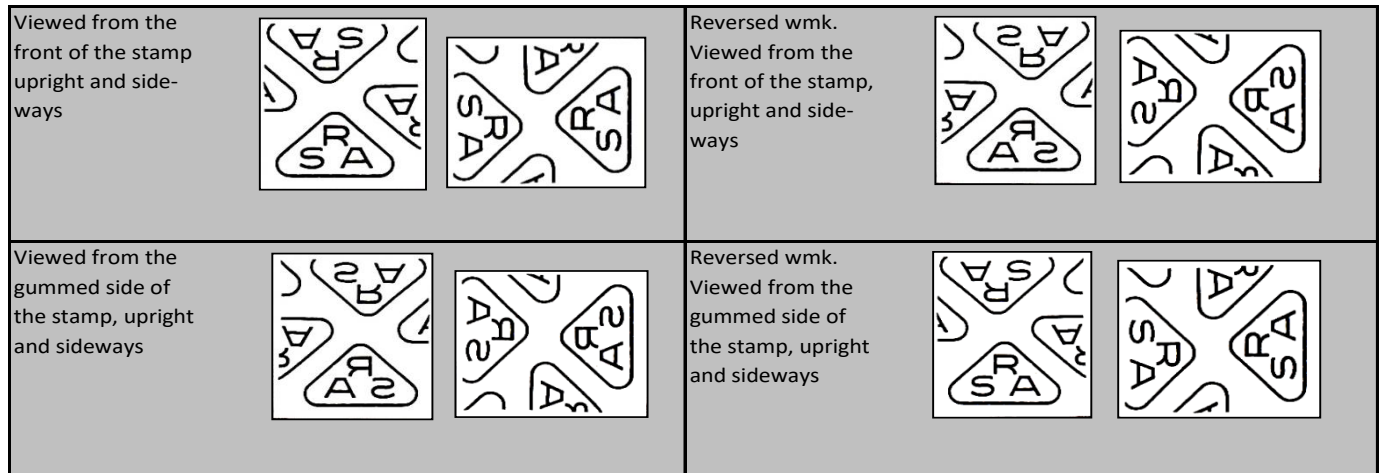 Viewed from the
front of the stamp
upright and side-
ways
R
S A
Reversed wmk.
Viewed from the
front of the stamp,
upright and side-
ways
Viewed from the
gummed side of
the stamp, upright
and sideways
Reversed wmk.
Viewed from the
gummed side of
the stamp, upright
and sideways
R
S A